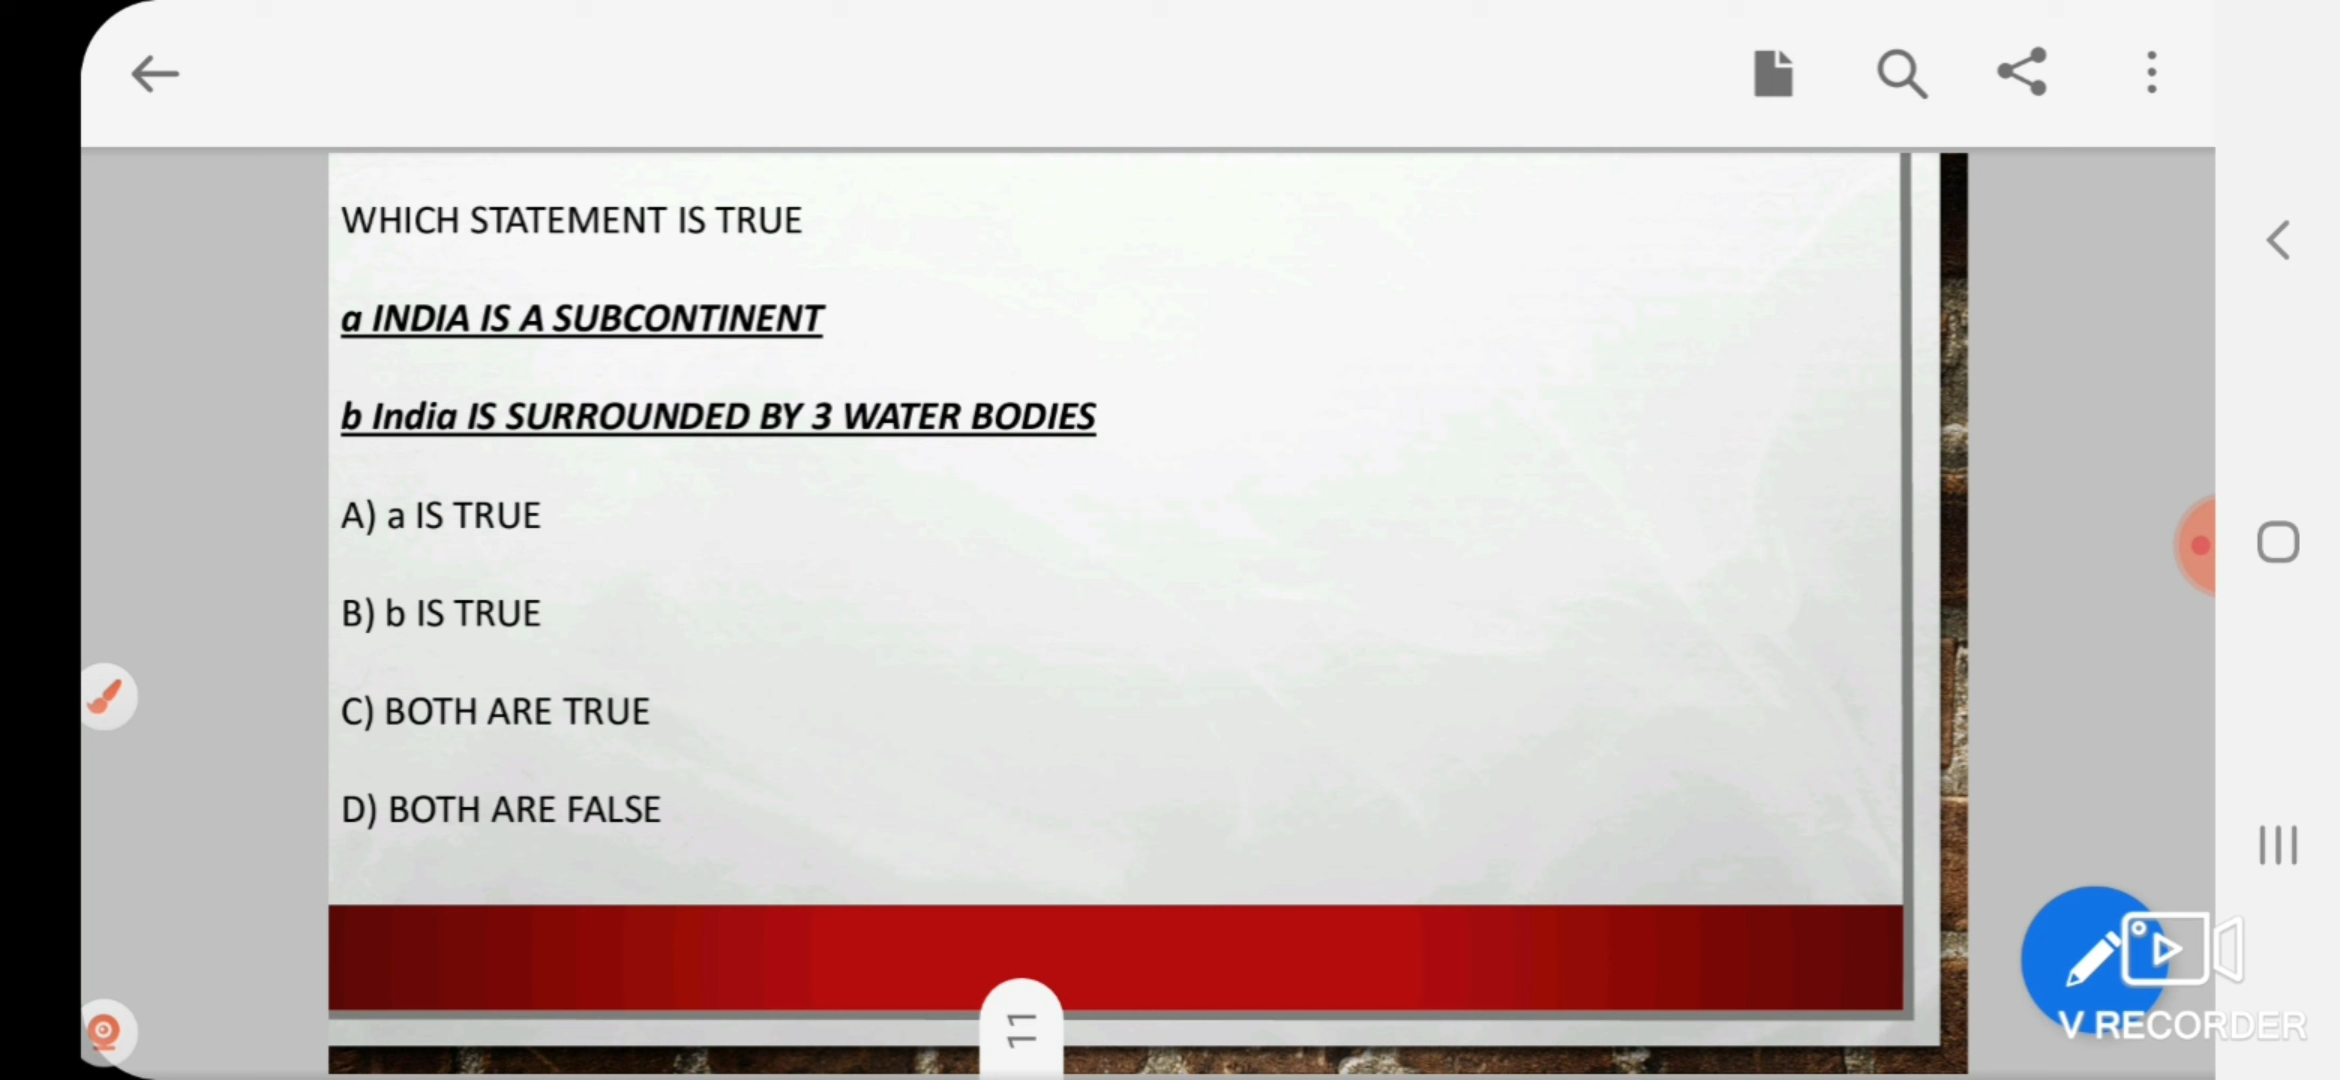 WHICH STATEMENT IS TRUE
a INDIA IS A SUBCONTINENT
b India IS SURROUNDED BY 3 WATER BODIES
A) a IS TRUE
B) b IS TRUE
C) BOTH ARE TRUE
D) BOTH ARE FALSE
11
V RECORDER